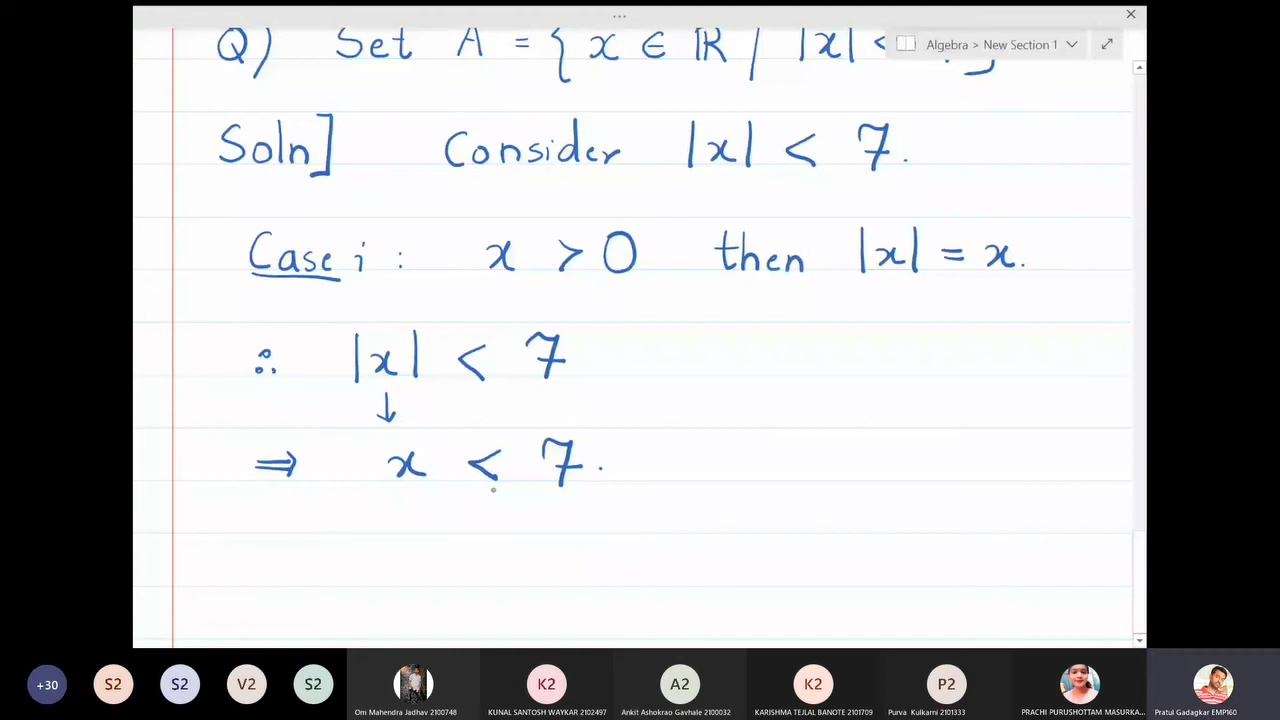 Q) Set A = { x ∈ ℝ / |x| <
Algebra > New Section 1
Soln] Consider |x| < 7.
Case i : x > 0 then |x| = x.
∴ |x| < 7
↓
⇒ x < 7.
+30 S2 S2 V2 S2 K2 A2 K2 P2
Om Mahendra Jadhav 2100748 KUNAL SANTOSH WAYKAR 2102497 Ankit Ashokrao Gavhale 2100032 KARISHMA TEJLAL BANOTE 2101709 Purva Kulkarni 2101333 PRACHI PURUSHOTTAM MASURKA... Pratul Gadagkar EMP160